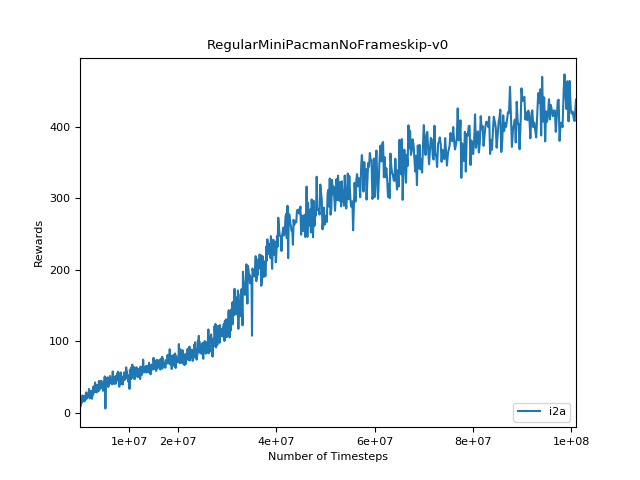 RegularMiniPacmanNoFrameskip-v0
Rewards
400
300
200
100
0
i2a
1e+07 2e+07 4e+07 6e+07 8e+07 1e+08
Number of Timesteps